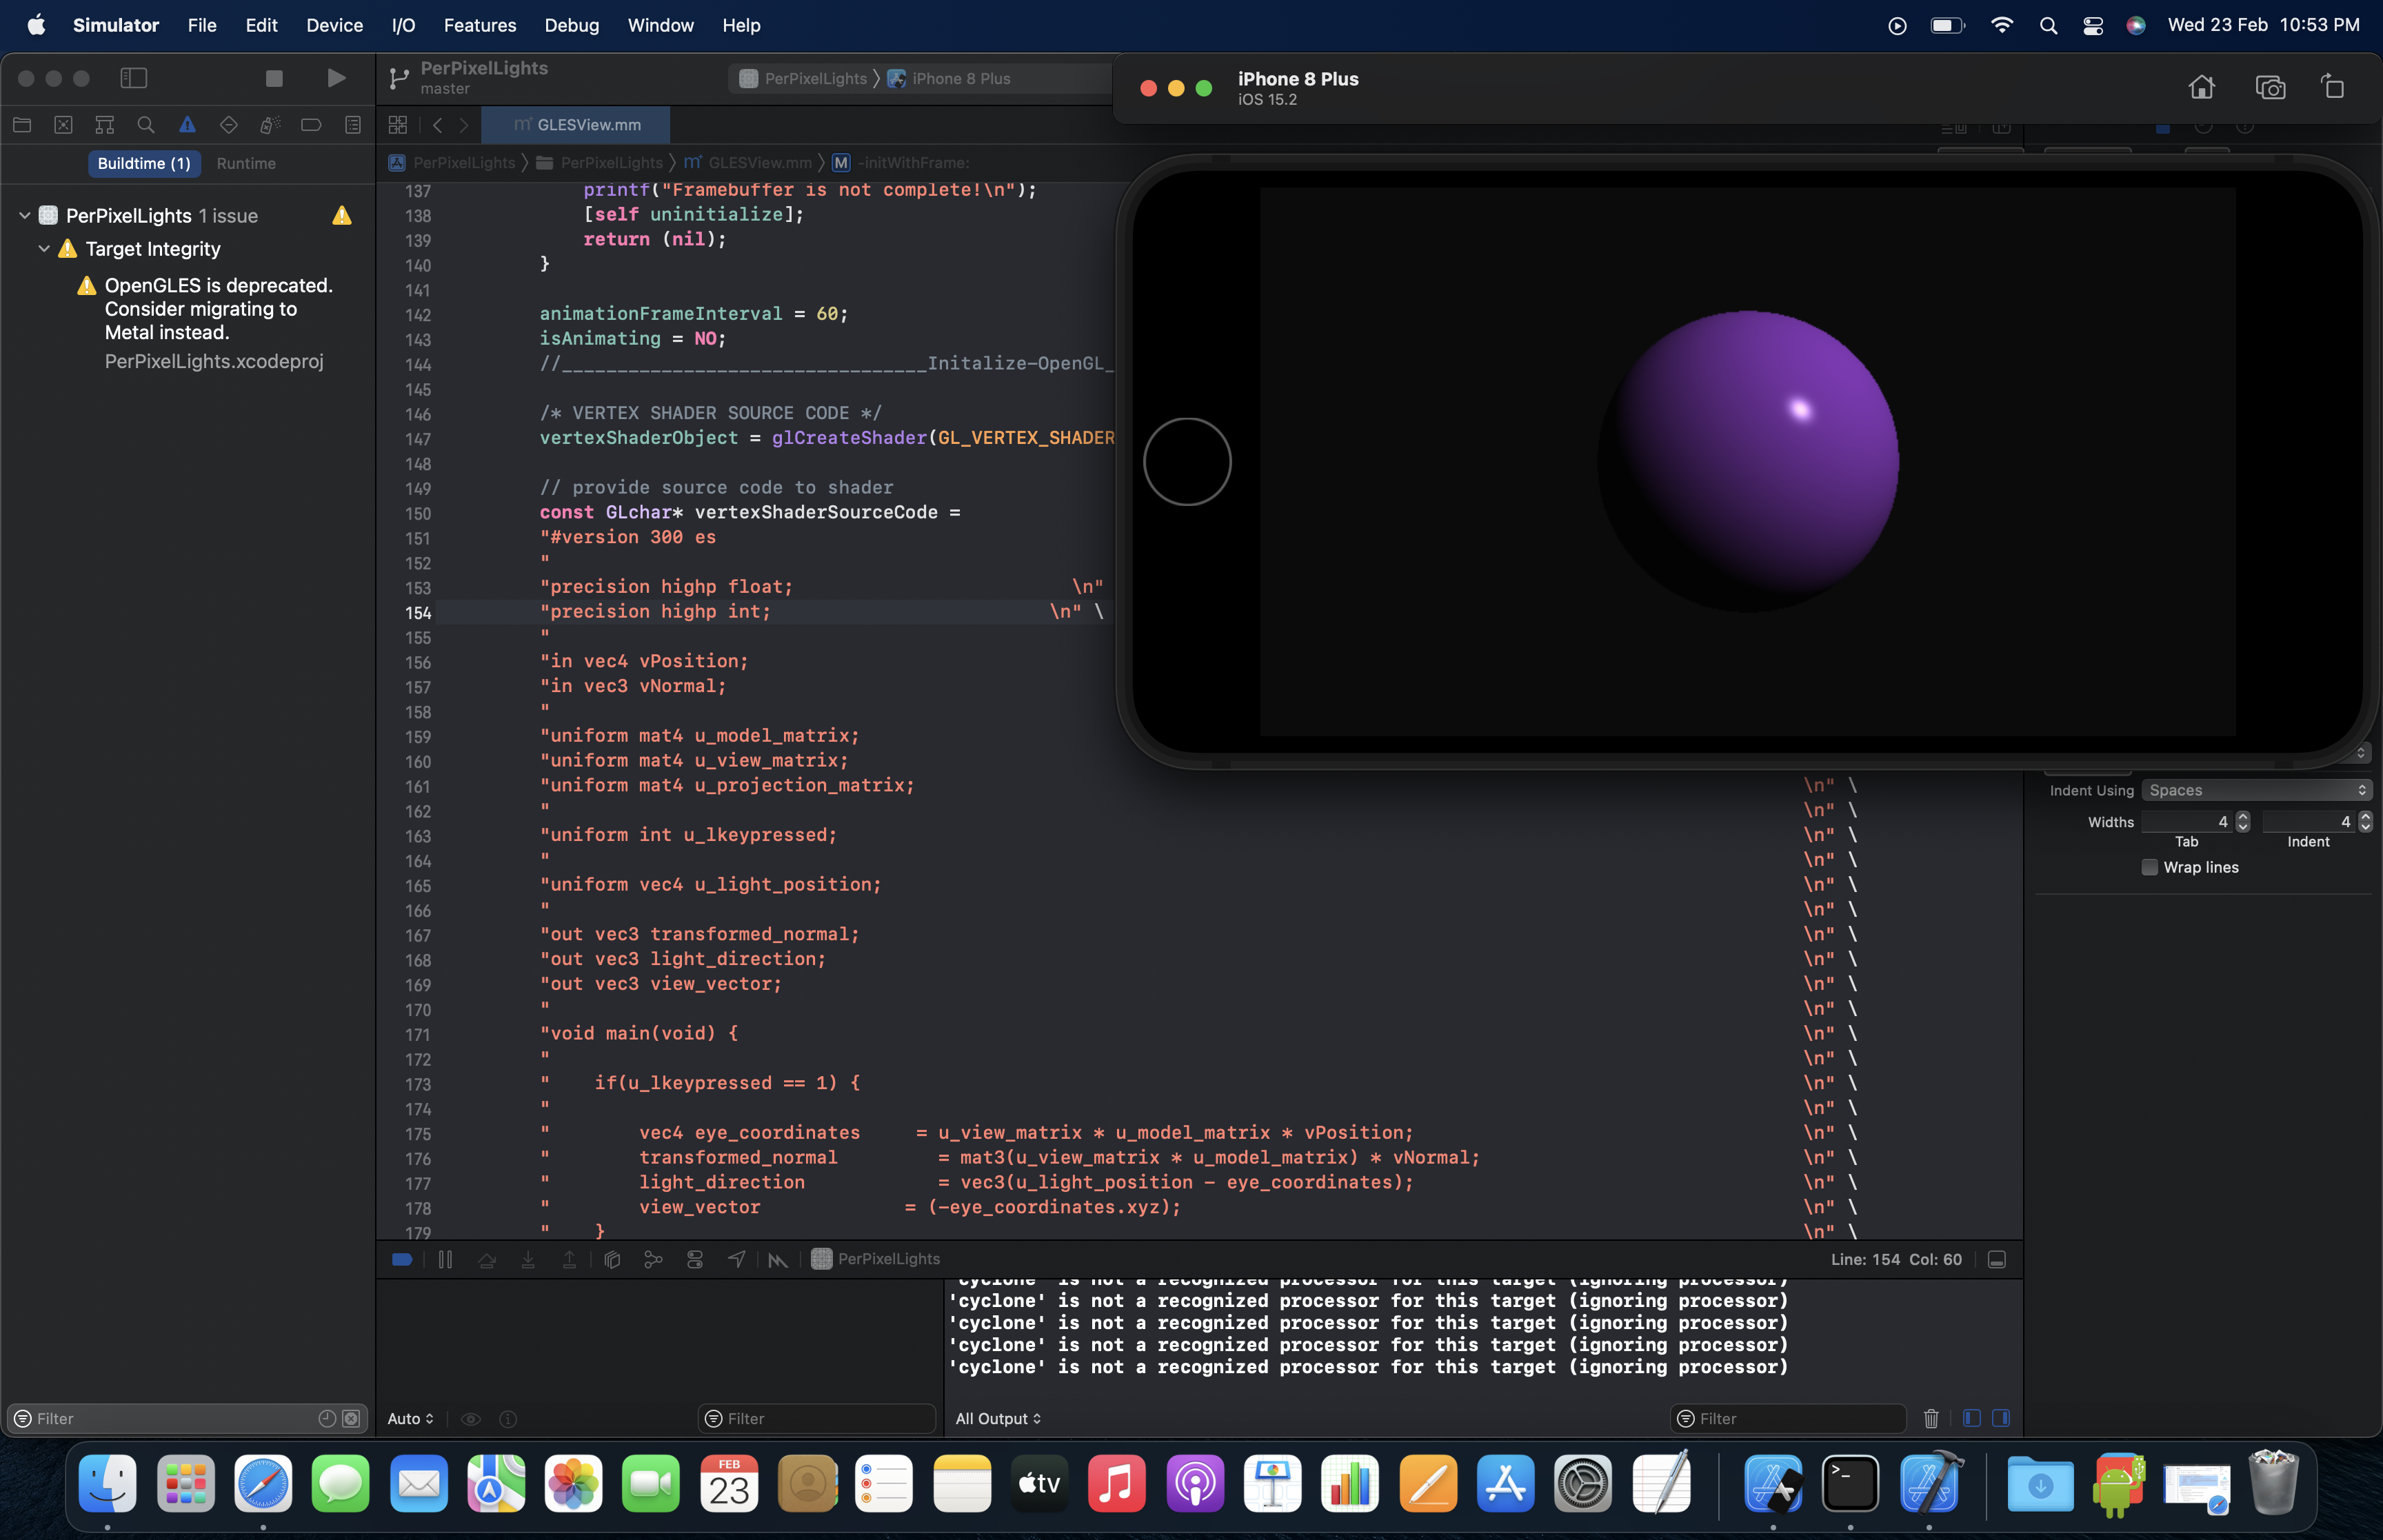 Simulator File Edit Device I/O Features Debug Window Help Wed 23 Feb 10:53 PM
PerPixelLights
master
PerPixelLights iPhone 8 Plus
iPhone 8 Plus
iOS 15.2
GLESView.mm
Buildtime (1) Runtime
PerPixelLights PerPixelLights GLESView.mm M -initWithFrame:
PerPixelLights 1 issue
Target Integrity
OpenGLES is deprecated.
Consider migrating to
Metal instead.
PerPixelLights.xcodeproj
137 printf("Framebuffer is not complete!\n");
138 [self uninitialize];
139 return (nil);
140 }
141
142 animationFrameInterval = 60;
143 isAnimating = NO;
144 //_________________________________Initalize-OpenGL_
145
146 /* VERTEX SHADER SOURCE CODE */
147 vertexShaderObject = glCreateShader(GL_VERTEX_SHADER
148
149 // provide source code to shader
150 const GLchar* vertexShaderSourceCode =
151 "#version 300 es
152 "
153 "precision highp float; \n"
154 "precision highp int; \n" \
155 "
156 "in vec4 vPosition;
157 "in vec3 vNormal;
158 "
159 "uniform mat4 u_model_matrix;
160 "uniform mat4 u_view_matrix;
161 "uniform mat4 u_projection_matrix; \n" \
162 " \n" \
163 "uniform int u_lkeypressed; \n" \
164 " \n" \
165 "uniform vec4 u_light_position; \n" \
166 " \n" \
167 "out vec3 transformed_normal; \n" \
168 "out vec3 light_direction; \n" \
169 "out vec3 view_vector; \n" \
170 " \n" \
171 "void main(void) { \n" \
172 " \n" \
173 " if(u_lkeypressed == 1) { \n" \
174 " \n" \
175 " vec4 eye_coordinates = u_view_matrix * u_model_matrix * vPosition; \n" \
176 " transformed_normal = mat3(u_view_matrix * u_model_matrix) * vNormal; \n" \
177 " light_direction = vec3(u_light_position - eye_coordinates); \n" \
178 " view_vector = (-eye_coordinates.xyz); \n" \
179 " } \n" \
Indent Using Spaces
Widths 4 4
Tab Indent
Wrap lines
PerPixelLights Line: 154 Col: 60
'cyclone' is not a recognized processor for this target (ignoring processor)
'cyclone' is not a recognized processor for this target (ignoring processor)
'cyclone' is not a recognized processor for this target (ignoring processor)
'cyclone' is not a recognized processor for this target (ignoring processor)
'cyclone' is not a recognized processor for this target (ignoring processor)
Filter Auto Filter All Output Filter
FEB
23
tv
>_